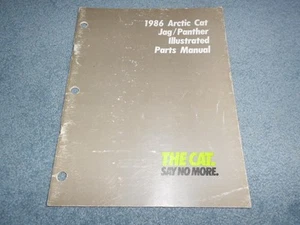 1986 Arctic Cat
Jag/Panther
Illustrated
Parts Manual
THE CAT.
SAY NO MORE.